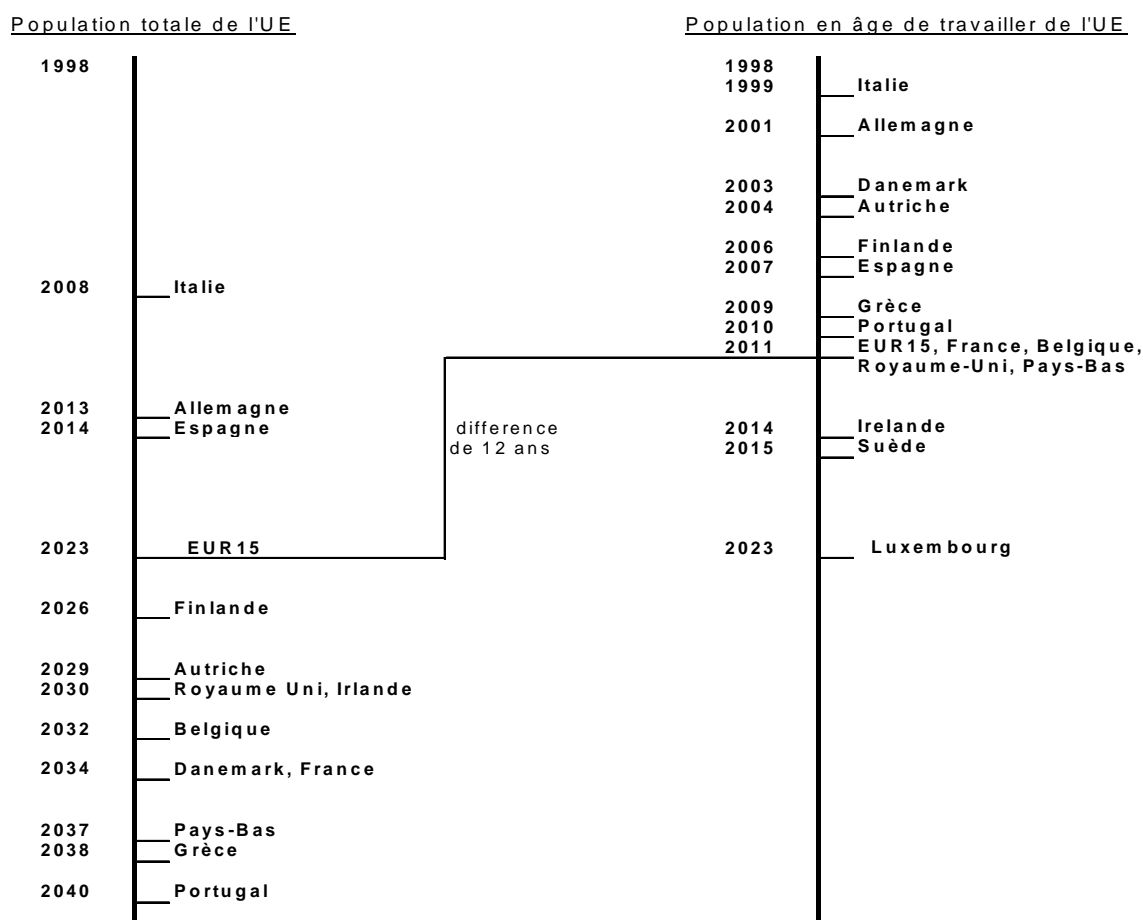 Population totale de l'UE
1998
2008 Italie
2013 Allemagne
2014 Espagne
2023 EUR15
2026 Finlande
2029 Autriche
2030 Royaume Uni, Irlande
2032 Belgique
2034 Danemark, France
2037 Pays-Bas
2038 Grèce
2040 Portugal
difference
de 12 ans
Population en âge de travailler de l'UE
1998
1999 Italie
2001 Allemagne
2003 Danemark
2004 Autriche
2006 Finlande
2007 Espagne
2009 Grèce
2010 Portugal
2011 EUR15, France, Belgique,
Royaume-Uni, Pays-Bas
2014 Irelande
2015 Suède
2023 Luxembourg